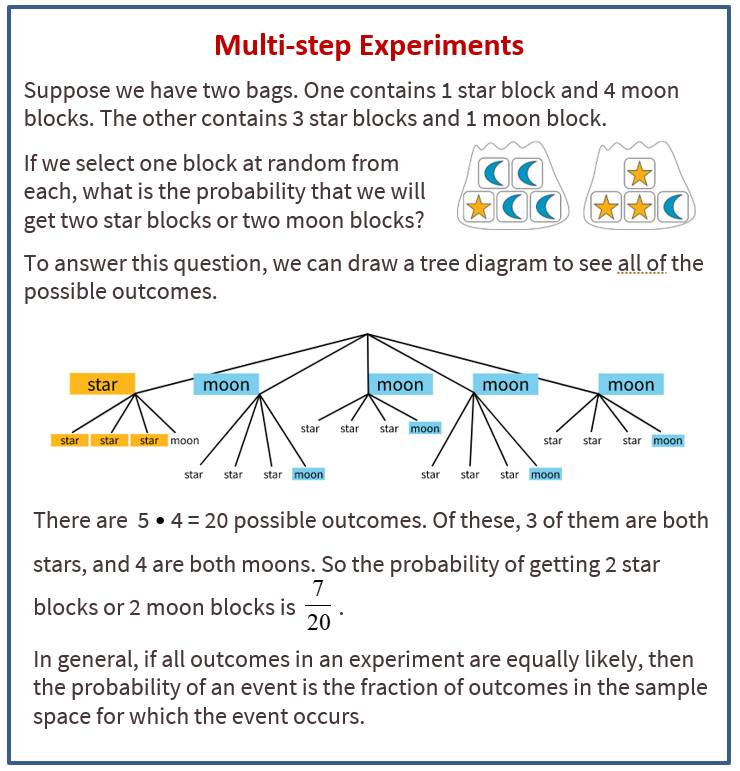 Multi-step Experiments
Suppose we have two bags. One contains 1 star block and 4 moon
blocks. The other contains 3 star blocks and 1 moon block.
If we select one block at random from
each, what is the probability that we will
get two star blocks or two moon blocks?
To answer this question, we can draw a tree diagram to see all of the
possible outcomes.
star moon moon moon moon
star star star moon
star star star moon
star star star moon
star star star moon
star star star moon
There are 5 • 4 = 20 possible outcomes. Of these, 3 of them are both
stars, and 4 are both moons. So the probability of getting 2 star
blocks or 2 moon blocks is 7/20 .
In general, if all outcomes in an experiment are equally likely, then
the probability of an event is the fraction of outcomes in the sample
space for which the event occurs.